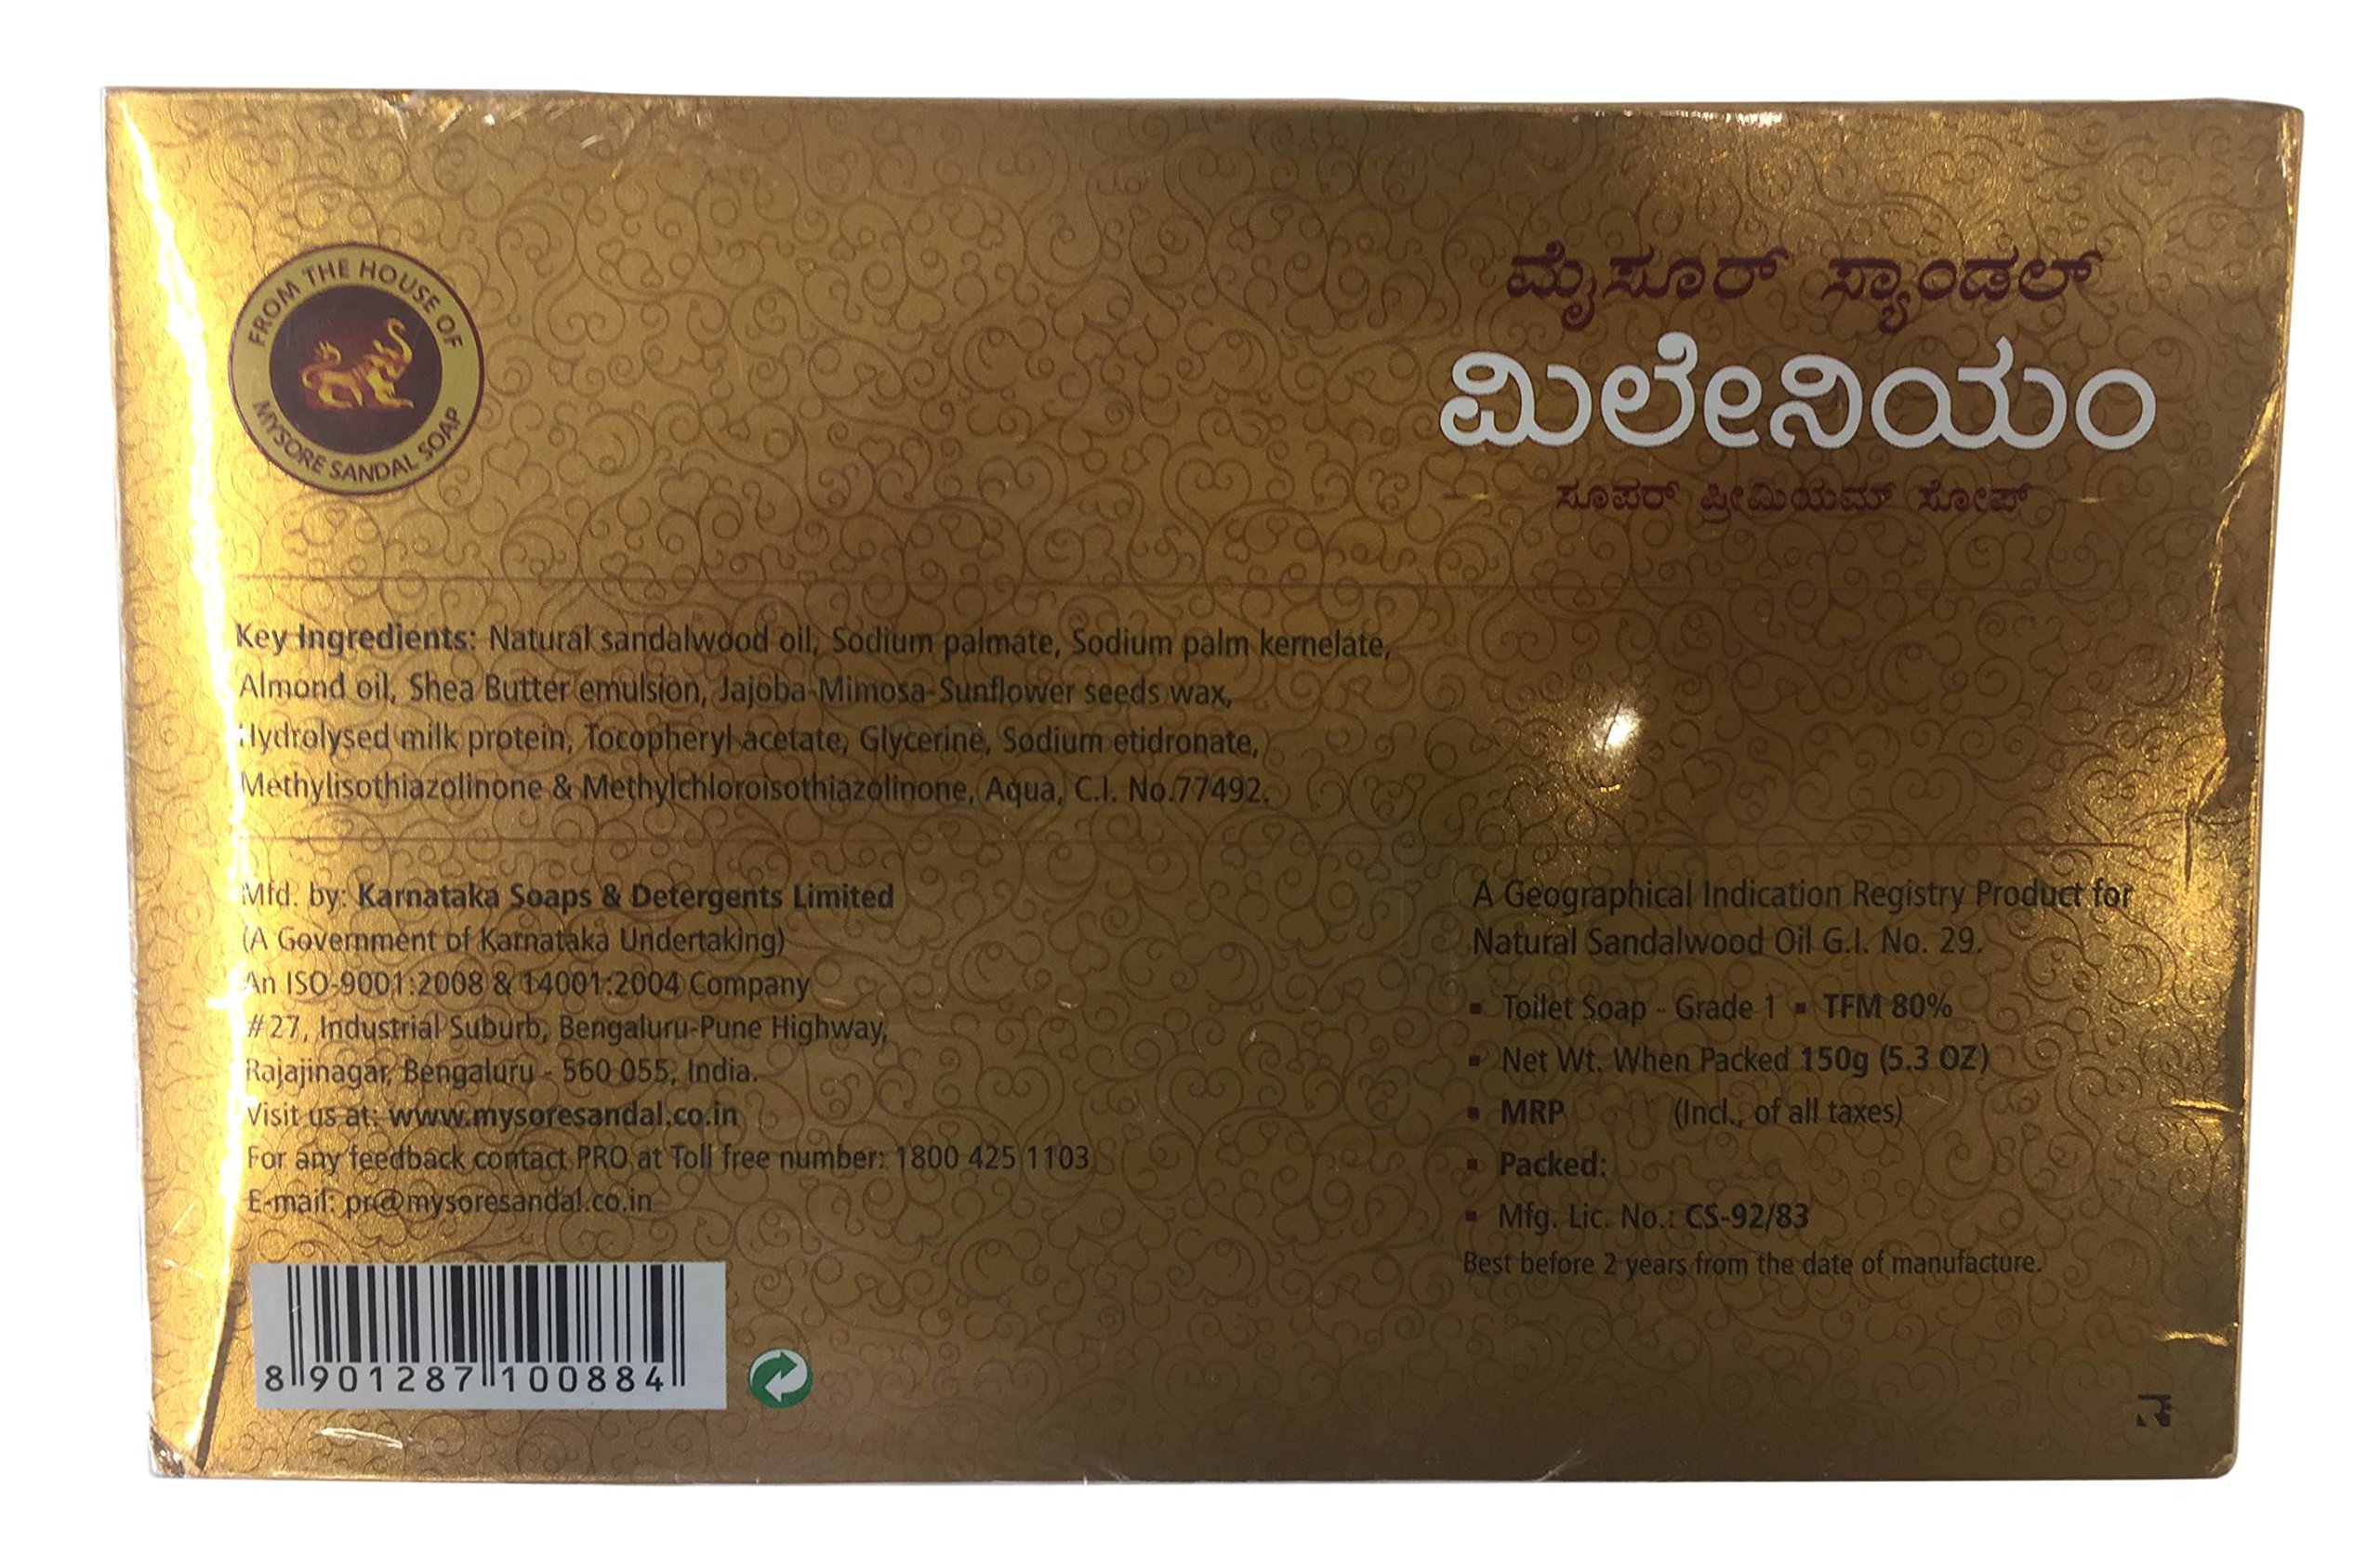 FROM THE HOUSE OF
MYSORE SANDAL SOAP
ಮೈಸೂರ್ ಸ್ಯಾಂಡಲ್
ಮಿಲೇನಿಯಂ
ಸೂಪರ್ ಪ್ರೀಮಿಯಮ್ ಸೋಪ್
Key Ingredients: Natural sandalwood oil, Sodium palmate, Sodium palm kernelate,
Almond oil, Shea Butter emulsion, Jajoba-Mimosa-Sunflower seeds wax,
Hydrolysed milk protein, Tocopheryl acetate, Glycerine, Sodium etidronate,
Methylisothiazolinone & Methylchloroisothiazolinone, Aqua, C.I. No.77492.
Mfd. by: Karnataka Soaps & Detergents Limited
(A Government of Karnataka Undertaking)
An ISO-9001:2008 & 14001:2004 Company
#27, Industrial Suburb, Bengaluru-Pune Highway,
Rajajinagar, Bengaluru - 560 055, India.
Visit us at: www.mysoresandal.co.in
For any feedback contact PRO at Toll free number: 1800 425 1103
E-mail: pr@mysoresandal.co.in
8 901287 100884
A Geographical Indication Registry Product for
Natural Sandalwood Oil G.I. No. 29.
▪ Toilet Soap - Grade 1 ▪ TFM 80%
▪ Net Wt. When Packed 150g (5.3 OZ)
▪ MRP (Incl., of all taxes)
▪ Packed:
▪ Mfg. Lic. No.: CS-92/83
Best before 2 years from the date of manufacture.